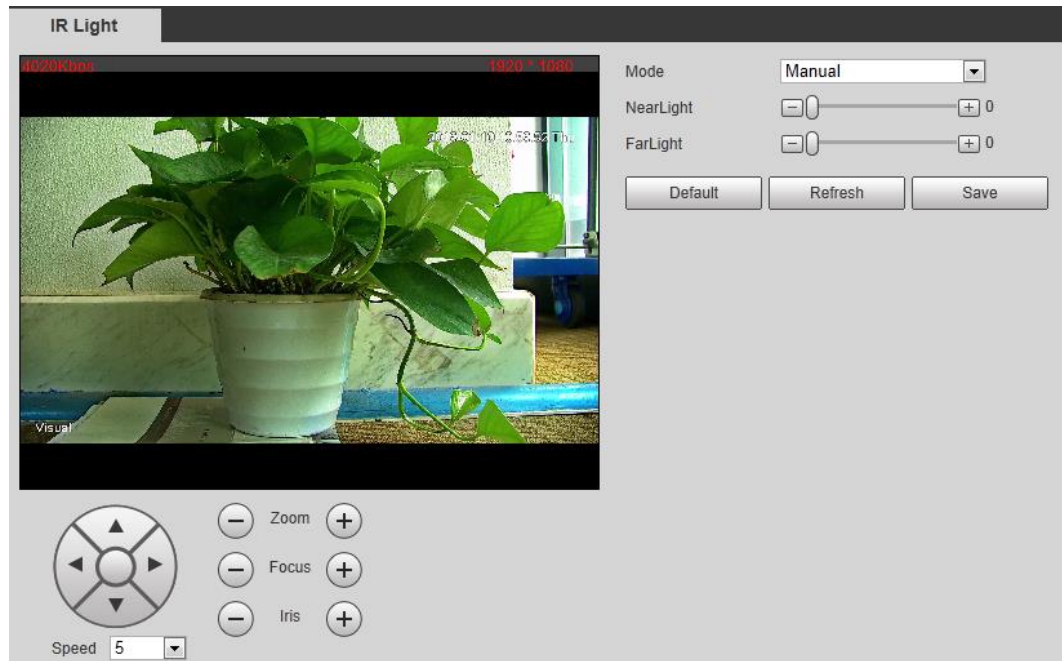 IR Light
4020Kbps 1920 * 1080
Mode Manual
NearLight 0
FarLight 0
Default Refresh Save
Visual
Zoom
Focus
Iris
Speed 5